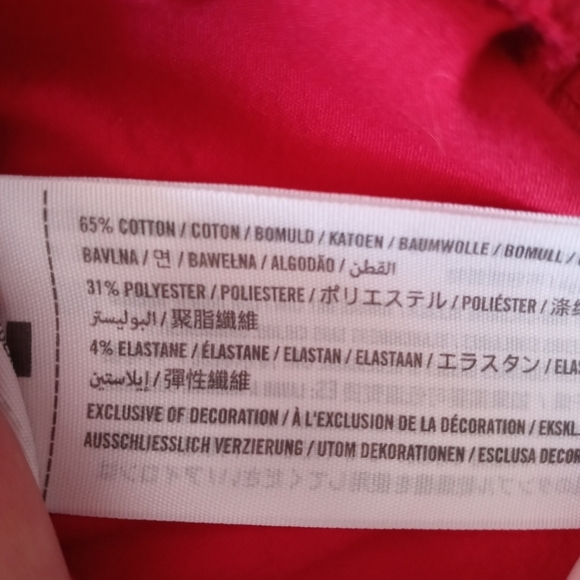 65% COTTON / COTON / BOMULD / KATOEN / BAUMWOLLE / BOMULL /
BAVLNA / 면 / BAWEŁNA / ALGODÃO / القطن
31% POLYESTER / POLIESTERE / ポリエステル / POLIÉSTER / 涤纶
البوليستر / 聚脂纖維
4% ELASTANE / ÉLASTANE / ELASTAN / ELASTAAN / エラスタン / ELAS
إيلاستين / 彈性纖維
EXCLUSIVE OF DECORATION / À L'EXCLUSION DE LA DÉCORATION / EKSKL.
AUSSCHLIESSLICH VERZIERUNG / UTOM DEKORATIONEN / ESCLUSA DECOR